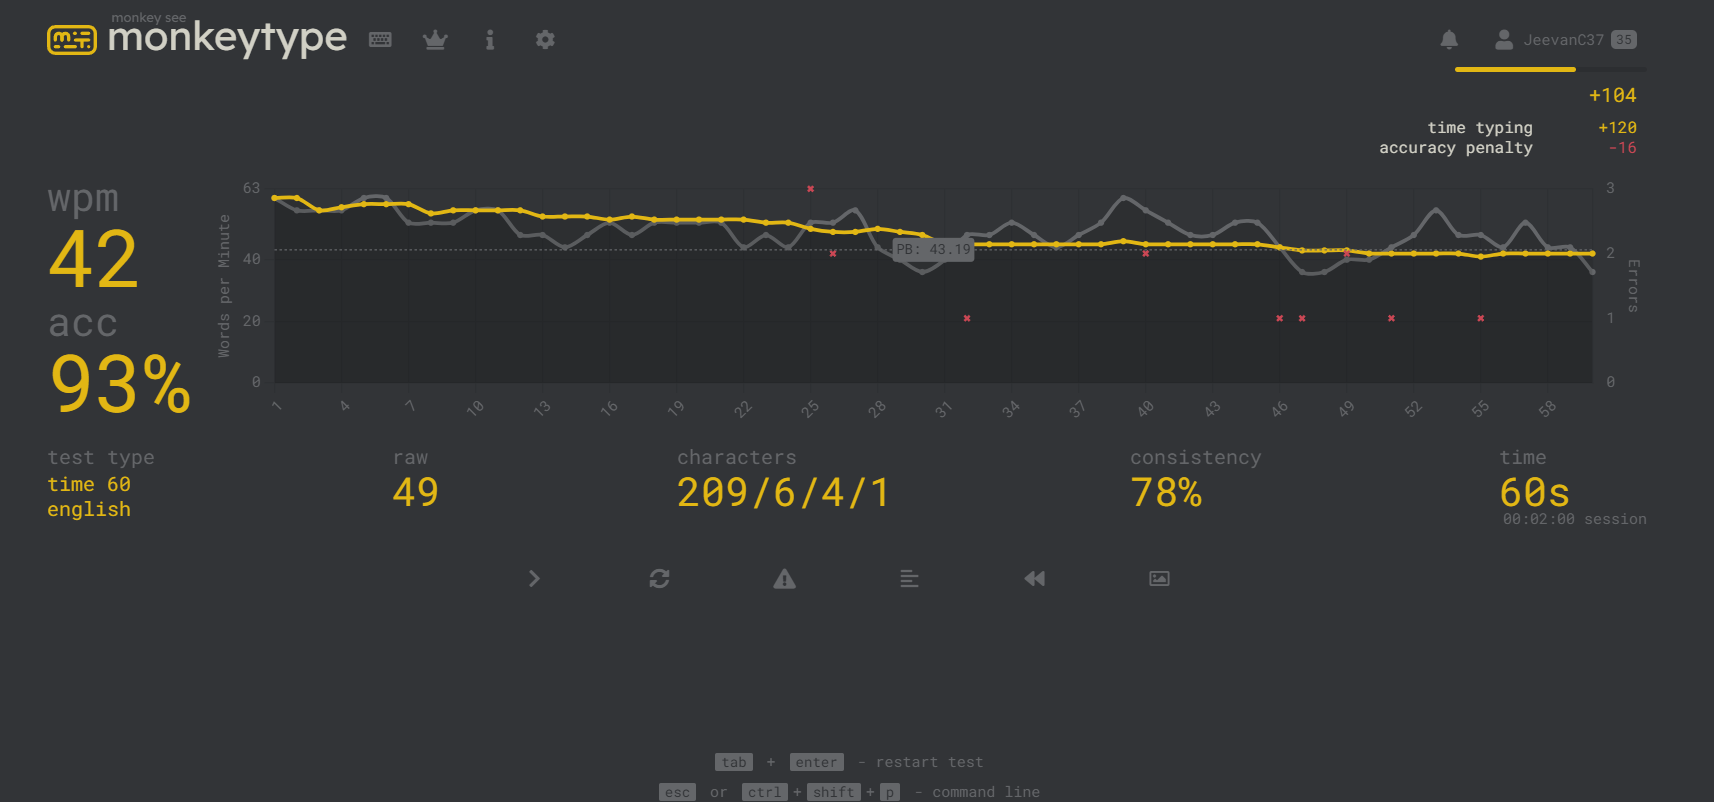 monkey see
monkeytype
JeevanC37 35
+104
time typing +120
accuracy penalty -16
wpm
42
acc
93%
Words per Minute
63
40
20
0
PB: 43.19
3
2
1
0
Errors
1 4 7 10 13 16 19 22 25 28 31 34 37 40 43 46 49 52 55 58
test type
time 60
english
raw
49
characters
209/6/4/1
consistency
78%
time
60s
00:02:00 session
tab + enter - restart test
esc or ctrl + shift + p - command line